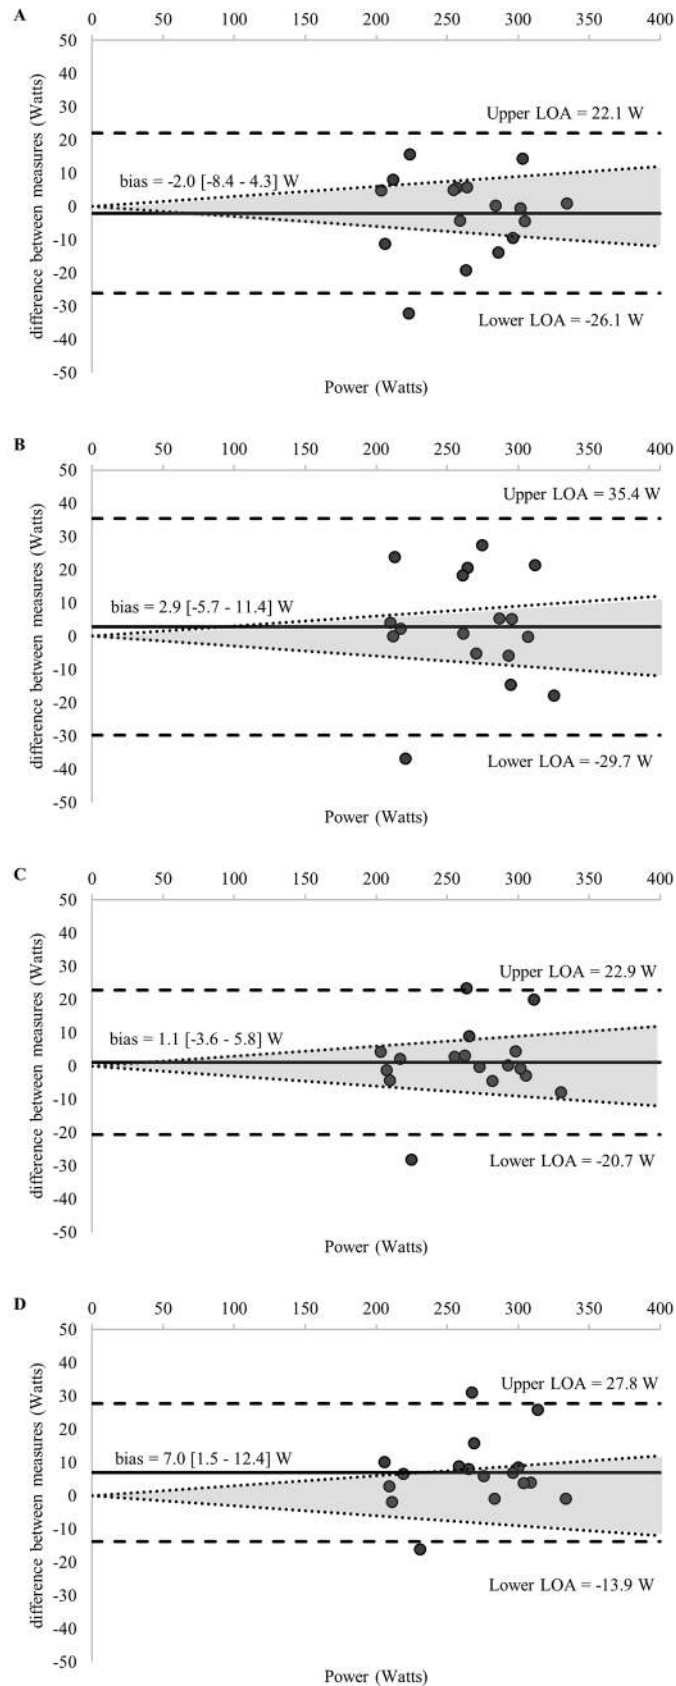 A
0 50 100 150 200 250 300 350 400
50
40
30
20
10
0
-10
-20
-30
-40
-50
difference between measures (Watts)
Upper LOA = 22.1 W
bias = -2.0 [-8.4 - 4.3] W
Lower LOA = -26.1 W
Power (Watts)
B
0 50 100 150 200 250 300 350 400
50
40
30
20
10
0
-10
-20
-30
-40
-50
difference between measures (Watts)
Upper LOA = 35.4 W
bias = 2.9 [-5.7 - 11.4] W
Lower LOA = -29.7 W
Power (Watts)
C
0 50 100 150 200 250 300 350 400
50
40
30
20
10
0
-10
-20
-30
-40
-50
difference between measures (Watts)
Upper LOA = 22.9 W
bias = 1.1 [-3.6 - 5.8] W
Lower LOA = -20.7 W
Power (Watts)
D
0 50 100 150 200 250 300 350 400
50
40
30
20
10
0
-10
-20
-30
-40
-50
difference between measures (Watts)
Upper LOA = 27.8 W
bias = 7.0 [1.5 - 12.4] W
Lower LOA = -13.9 W
Power (Watts)